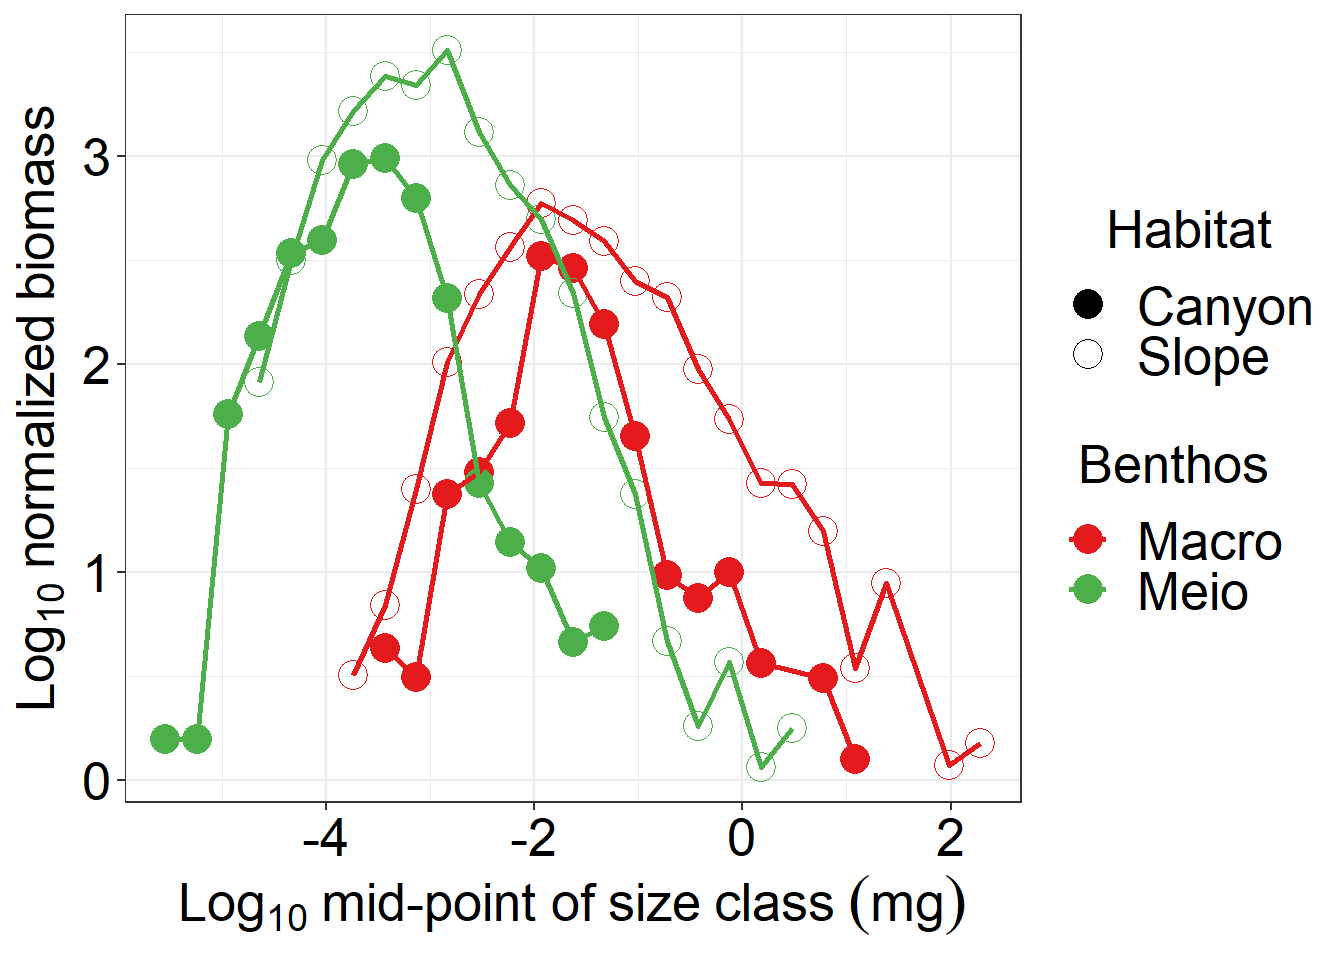 Log10 normalized biomass
3
2
1
0
-4 -2 0 2
Log10 mid-point of size class (mg)
Habitat
Canyon
Slope
Benthos
Macro
Meio